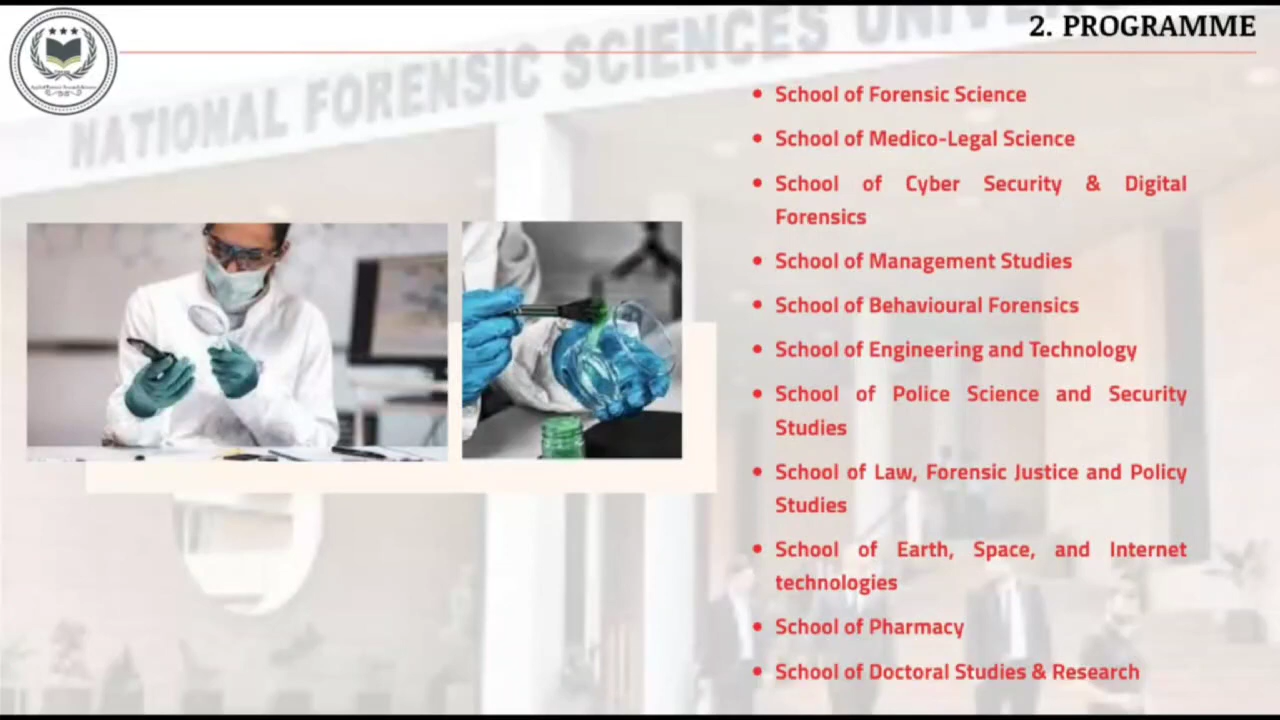 2. PROGRAMME
NATIONAL FORENSIC SCIENCES UNIVER
• School of Forensic Science
• School of Medico-Legal Science
• School of Cyber Security & Digital
Forensics
• School of Management Studies
• School of Behavioural Forensics
• School of Engineering and Technology
• School of Police Science and Security
Studies
• School of Law, Forensic Justice and Policy
Studies
• School of Earth, Space, and Internet
technologies
• School of Pharmacy
• School of Doctoral Studies & Research